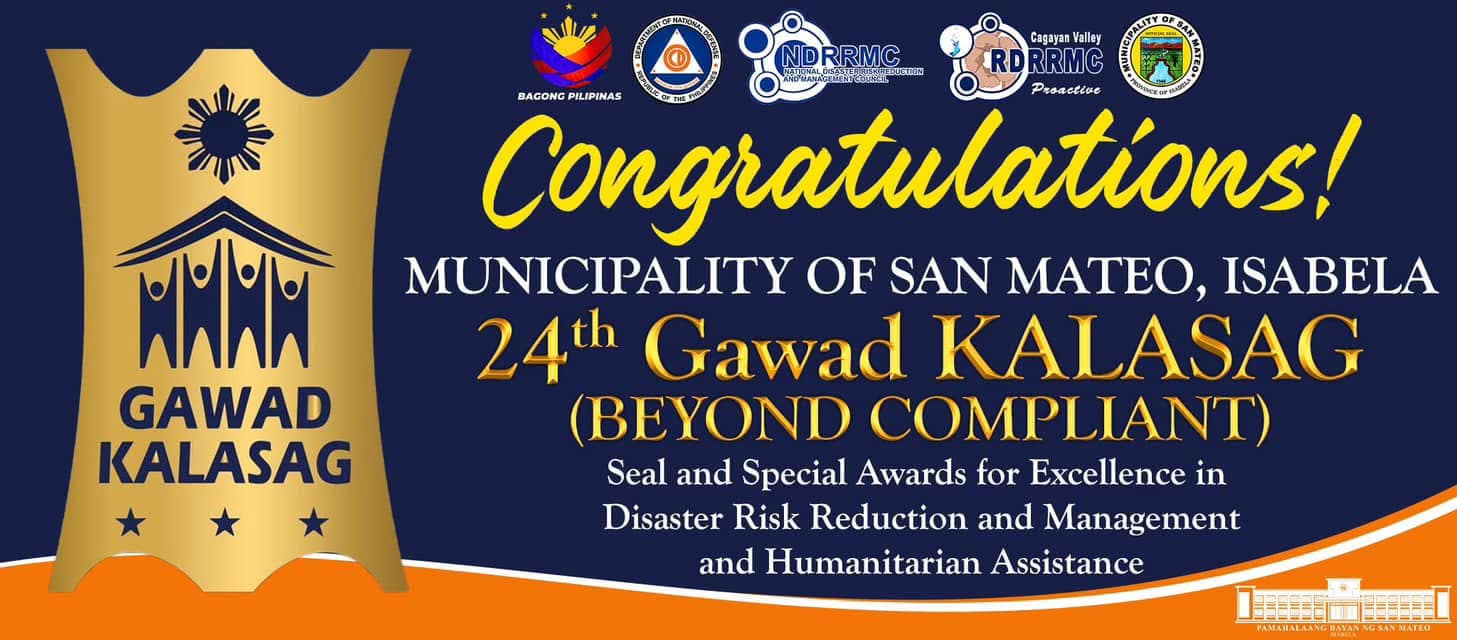 GAWAD
KALASAG
BAGONG PILIPINAS
DEPARTMENT OF NATIONAL DEFENSE
REPUBLIC OF THE PHILIPPINES
NDRRMC
NATIONAL DISASTER RISK REDUCTION
AND MANAGEMENT COUNCIL
Cagayan Valley
RDRRMC
Proactive
MUNICIPALITY OF SAN MATEO
OFFICIAL SEAL
PROVINCE OF ISABELA
Congratulations!
MUNICIPALITY OF SAN MATEO, ISABELA
24th Gawad KALASAG
(BEYOND COMPLIANT)
Seal and Special Awards for Excellence in
Disaster Risk Reduction and Management
and Humanitarian Assistance
PAMAHALAANG BAYAN NG SAN MATEO
ISABELA